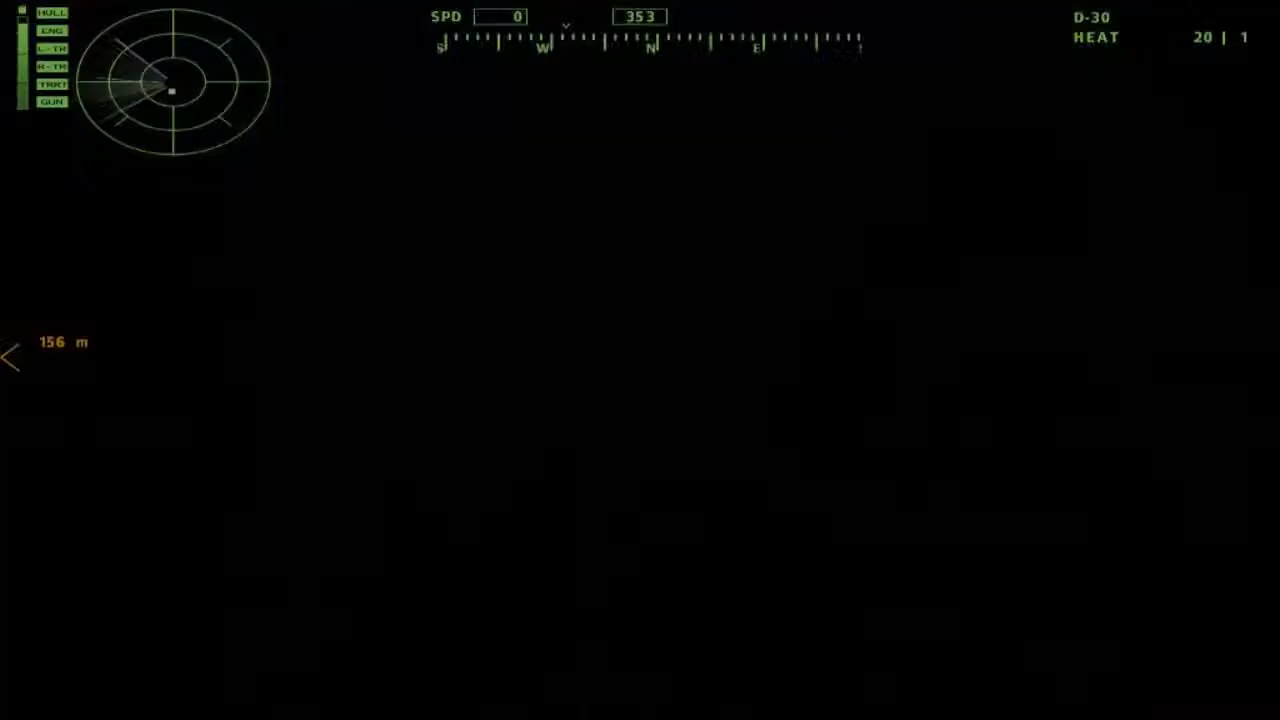 HULL
ENG
L-TR
R-TR
TRRT
GUN
SPD 0 353
S W N E
D-30
HEAT 20 | 1
156 m